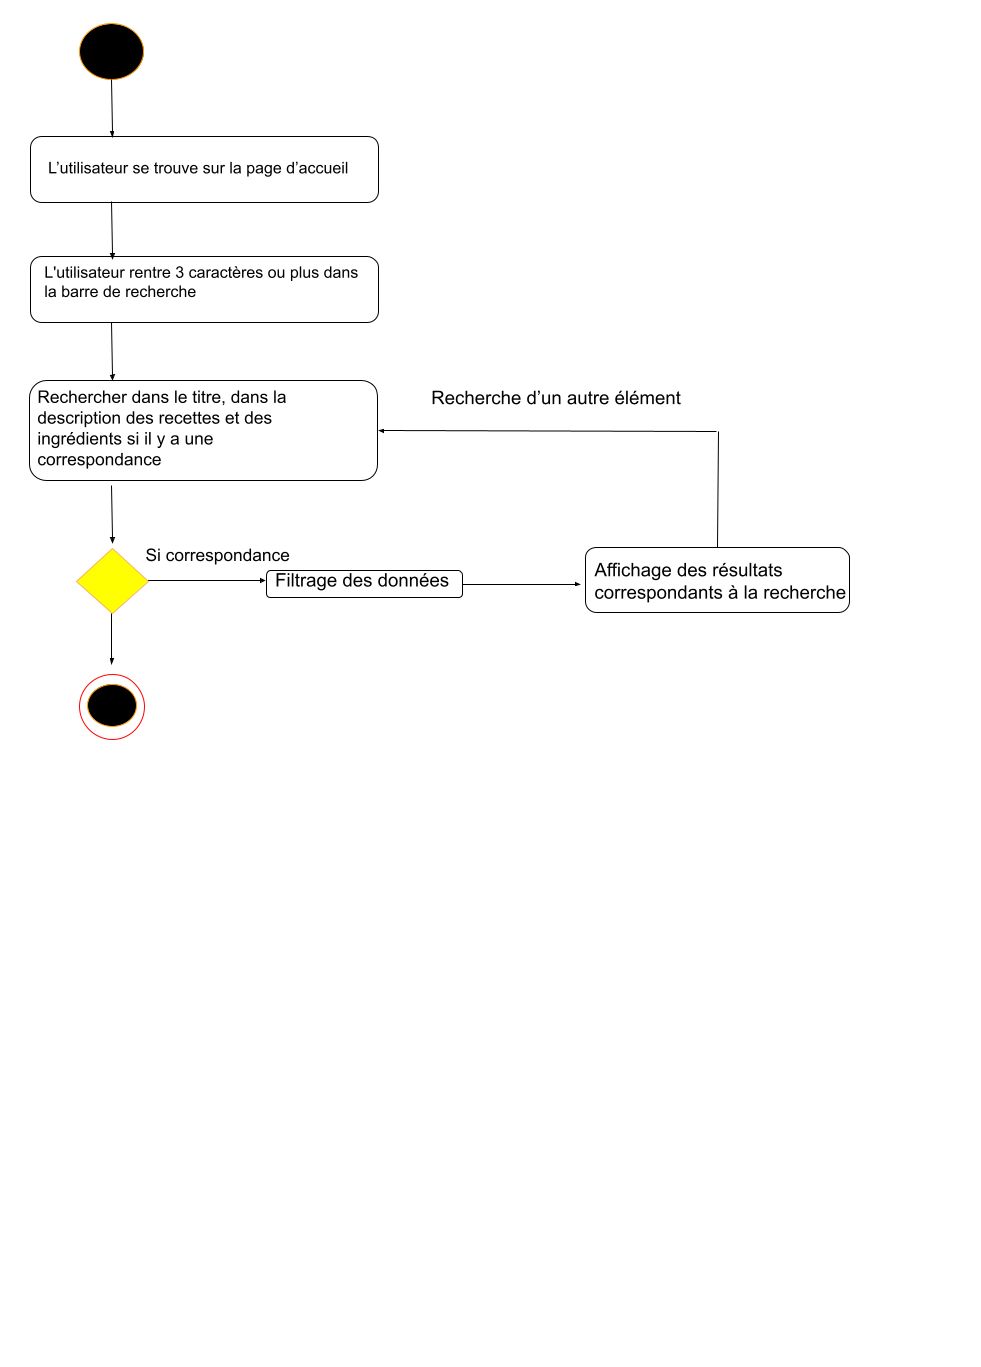 L’utilisateur se trouve sur la page d’accueil
L'utilisateur rentre 3 caractères ou plus dans
la barre de recherche
Rechercher dans le titre, dans la
description des recettes et des
ingrédients si il y a une
correspondance
Recherche d’un autre élément
Si correspondance
Filtrage des données
Affichage des résultats
correspondants à la recherche